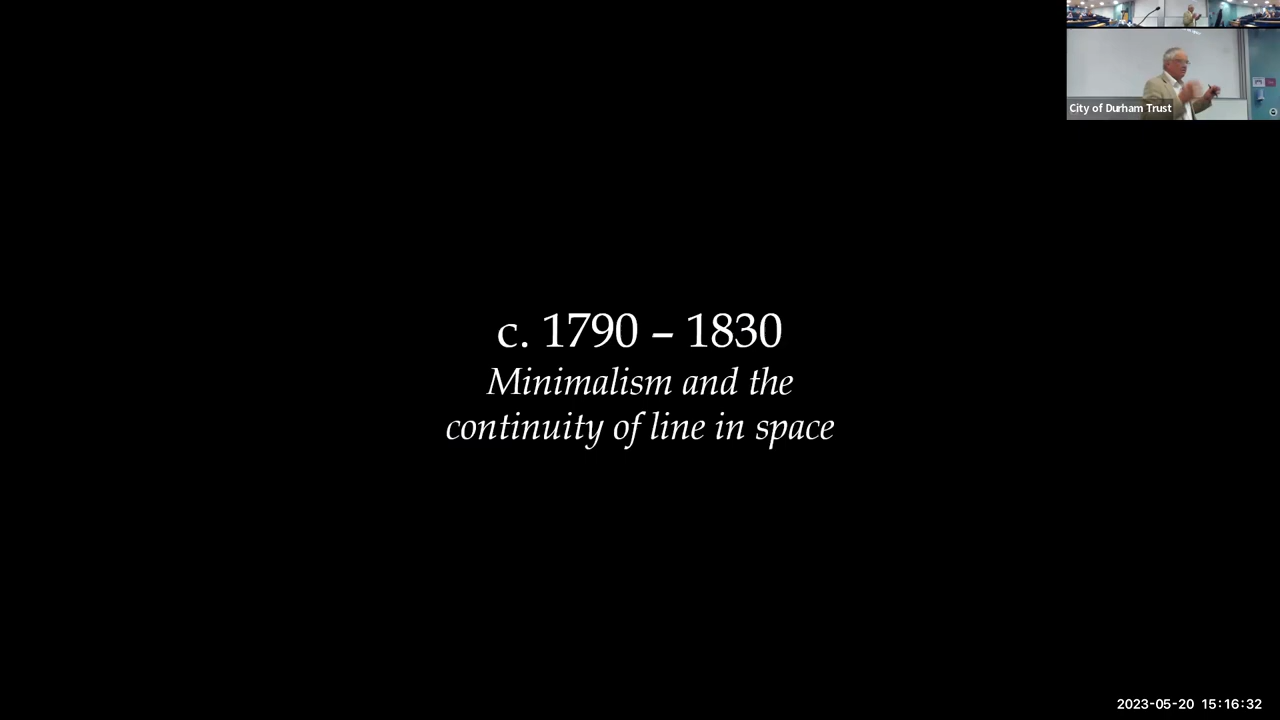 City of Durham Trust
c. 1790 – 1830
Minimalism and the
continuity of line in space
2023-05-20 15:16:32